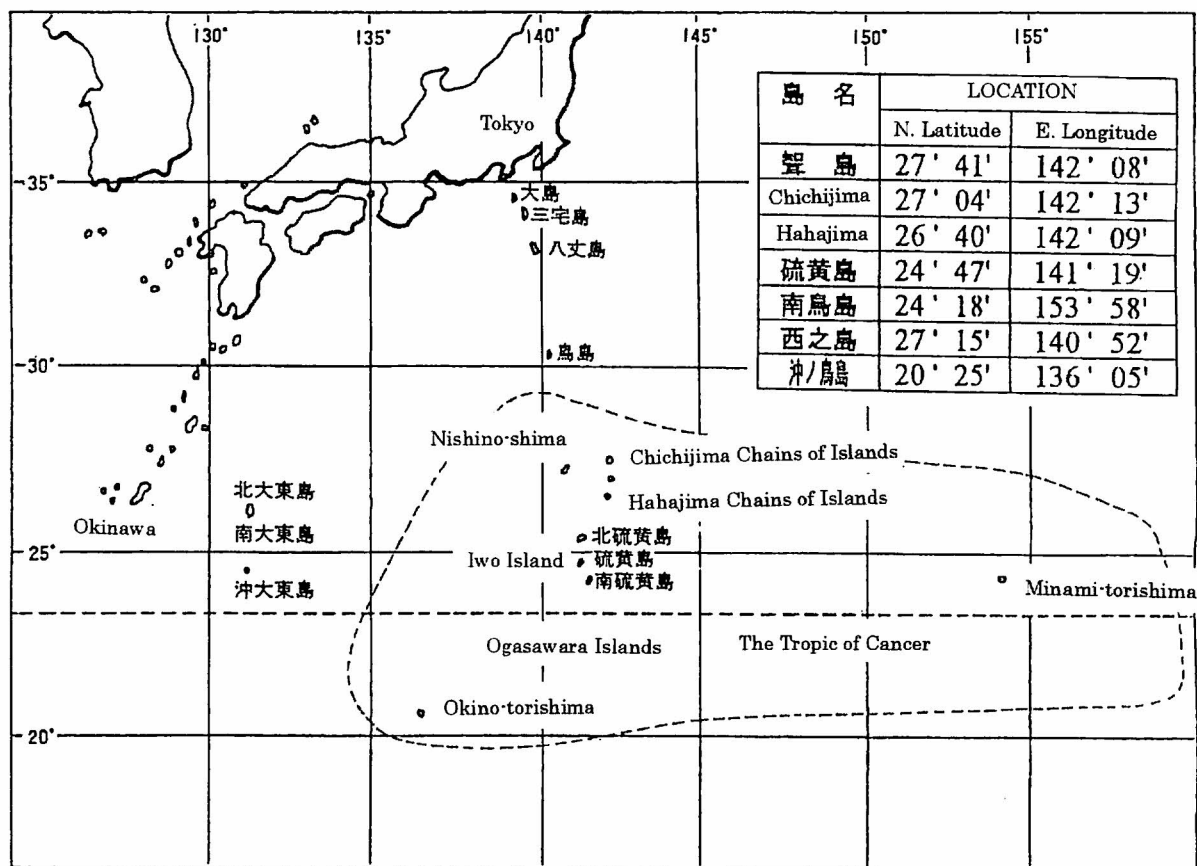 130° 135° 140° 145° 150° 155°
島 名 LOCATION
N. Latitude E. Longitude
聟 島 27' 41' 142' 08'
Chichijima 27' 04' 142' 13'
Hahajima 26' 40' 142' 09'
硫黄島 24' 47' 141' 19'
南鳥島 24' 18' 153' 58'
西之島 27' 15' 140' 52'
沖ノ鳥島 20' 25' 136' 05'
Tokyo
35°
大島
三宅島
八丈島
鳥島
30°
Nishino-shima
Chichijima Chains of Islands
Hahajima Chains of Islands
北大東島
Okinawa
南大東島
北硫黄島
25°
Iwo Island
硫黄島
沖大東島
南硫黄島
Minami-torishima
Ogasawara Islands
The Tropic of Cancer
Okino-torishima
20°